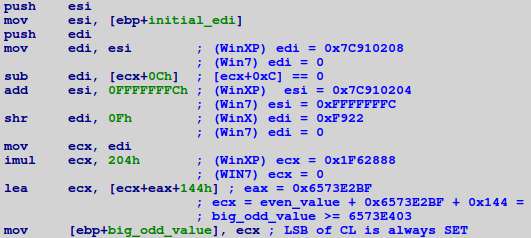 push    esi
mov     esi, [ebp+initial_edi]
push    edi
mov     edi, esi        ; (WinXP) edi = 0x7C910208
                        ; (Win7) edi = 0
sub     edi, [ecx+0Ch]  ; [ecx+0xC] == 0
add     esi, 0FFFFFFFCh ; (WinXP)  esi = 0x7C910204
                        ; (Win7) esi = 0xFFFFFFFC
shr     edi, 0Fh        ; (WinX) edi = 0xF922
                        ; (Win7) edi = 0
mov     ecx, edi
imul    ecx, 204h       ; (WinXP) ecx = 0x1F62888
                        ; (WIN7) ecx = 0
lea     ecx, [ecx+eax+144h] ; eax = 0x6573E2BF
                        ; ecx = even_value + 0x6573E2BF + 0x144 =
                        ; big_odd_value >= 6573E403
mov     [ebp+big_odd_value], ecx ; LSB of CL is always SET